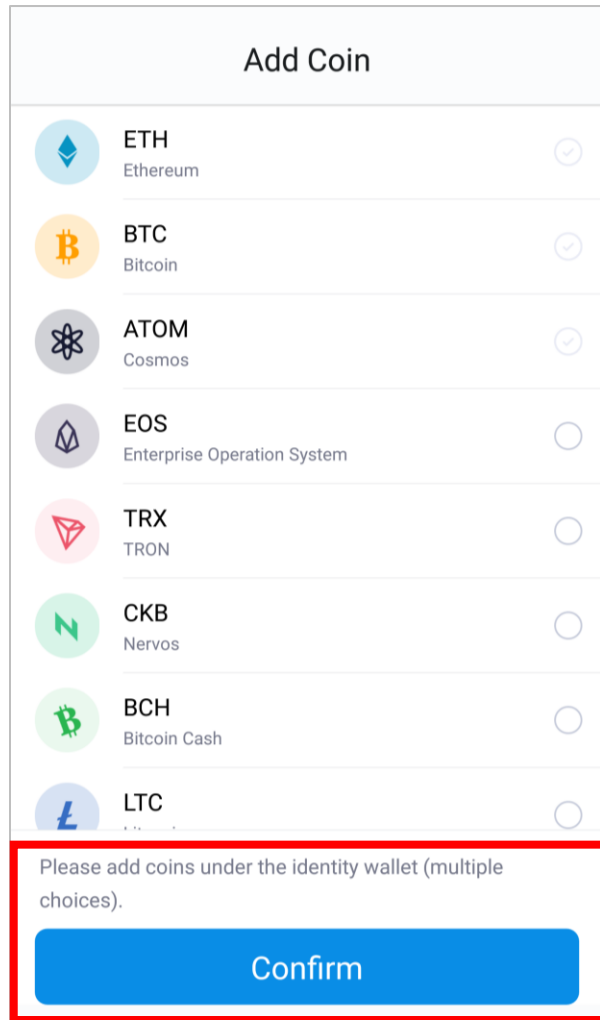 Add Coin
ETH
Ethereum
BTC
Bitcoin
ATOM
Cosmos
EOS
Enterprise Operation System
TRX
TRON
CKB
Nervos
BCH
Bitcoin Cash
LTC
Please add coins under the identity wallet (multiple
choices).
Confirm